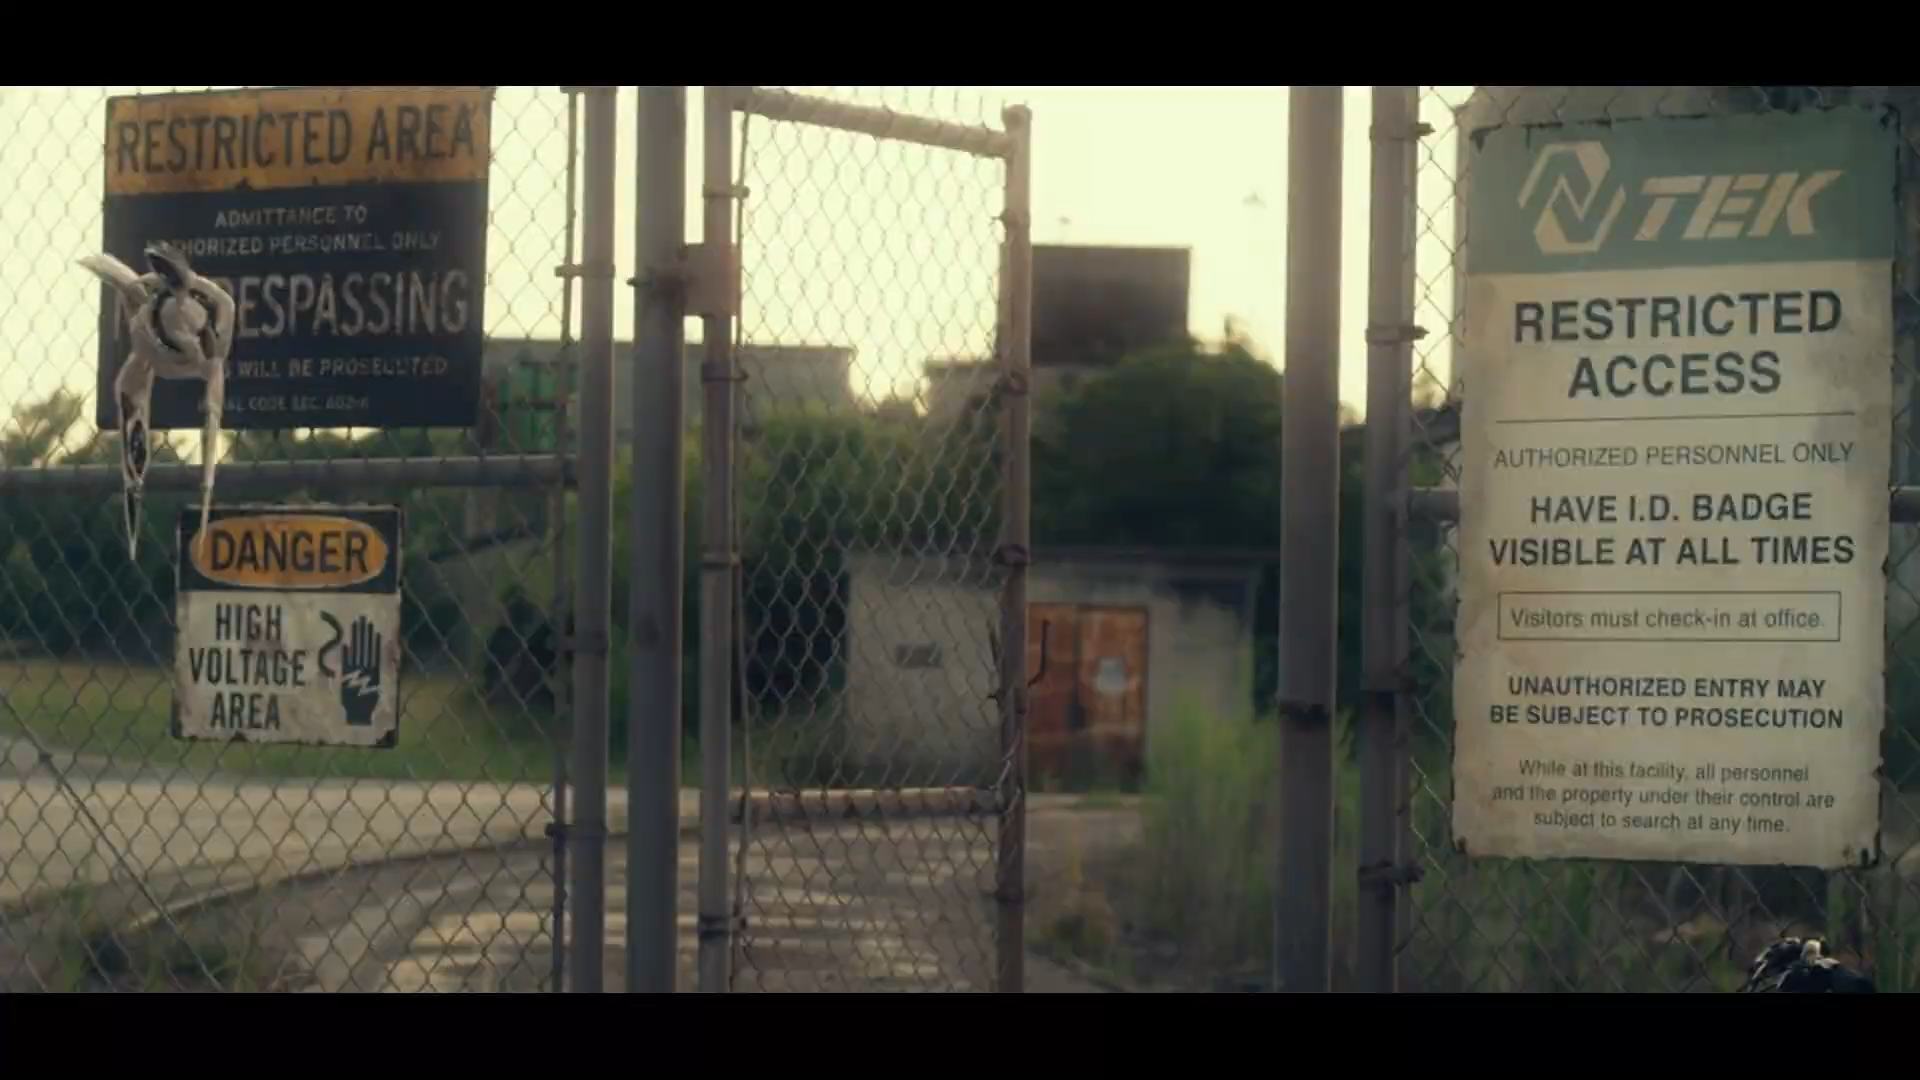 RESTRICTED AREA
ADMITTANCE TO
PERSONNEL ONLY
WILL BE PROSECUTED
DANGER
HIGH
VOLTAGE
AREA
N TEK
RESTRICTED
ACCESS
AUTHORIZED PERSONNEL ONLY
HAVE I.D. BADGE
VISIBLE AT ALL TIMES
Visitors must check-in at office.
UNAUTHORIZED ENTRY MAY
BE SUBJECT TO PROSECUTION
While at this facility, all personnel
and the property under their control are
subject to search at any time.